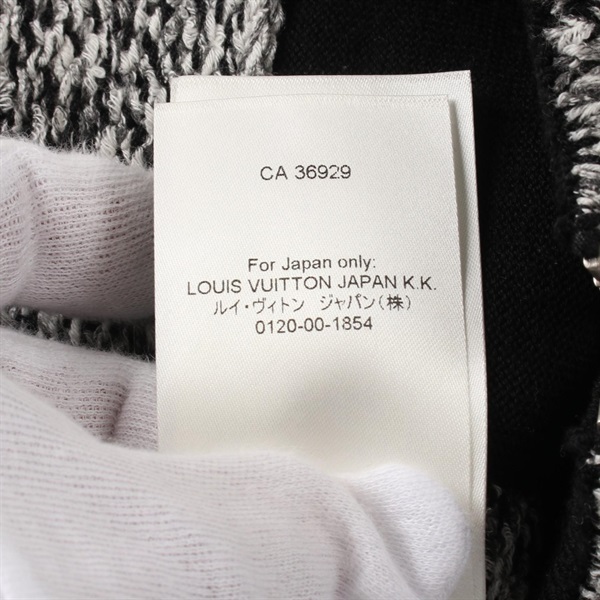 CA 36929
For Japan only:
LOUIS VUITTON JAPAN K.K.
ルイ・ヴィトン ジャパン(株)
0120-00-1854